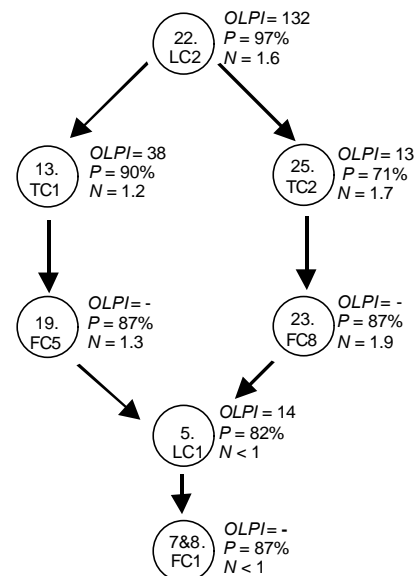 22.
LC2
OLPI = 132
P = 97%
N = 1.6
13.
TC1
OLPI = 38
P = 90%
N = 1.2
25.
TC2
OLPI = 13
P = 71%
N = 1.7
19.
FC5
OLPI = -
P = 87%
N = 1.3
23.
FC8
OLPI = -
P = 87%
N = 1.9
5.
LC1
OLPI = 14
P = 82%
N < 1
7&8.
FC1
OLPI = -
P = 87%
N < 1